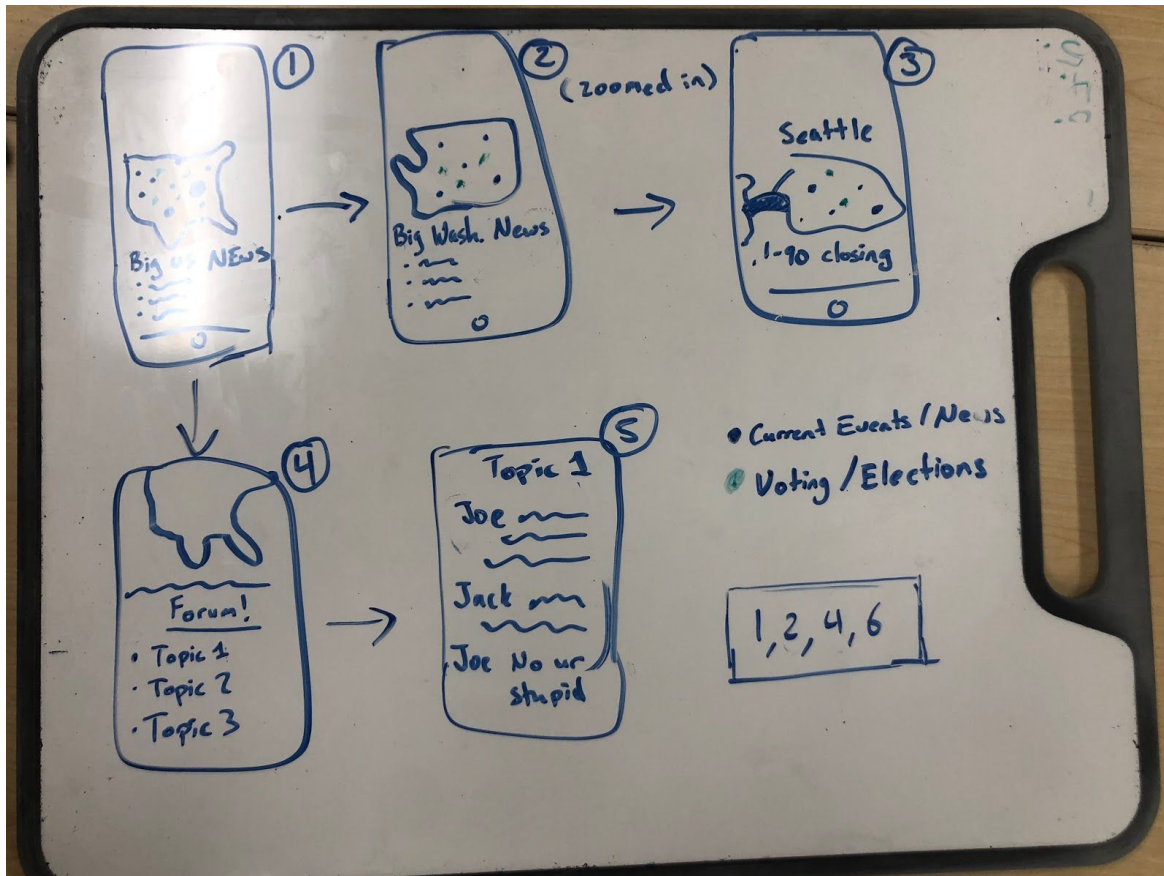 1
Big US NEWS
2
(zoomed in)
Big Wash. News
3
Seattle
I-90 closing
4
Forum!
• Topic 1
• Topic 2
• Topic 3
5
Topic 1
Joe
Jack
Joe No ur
stupid
• Current Events / News
Voting / Elections
1, 2, 4, 6